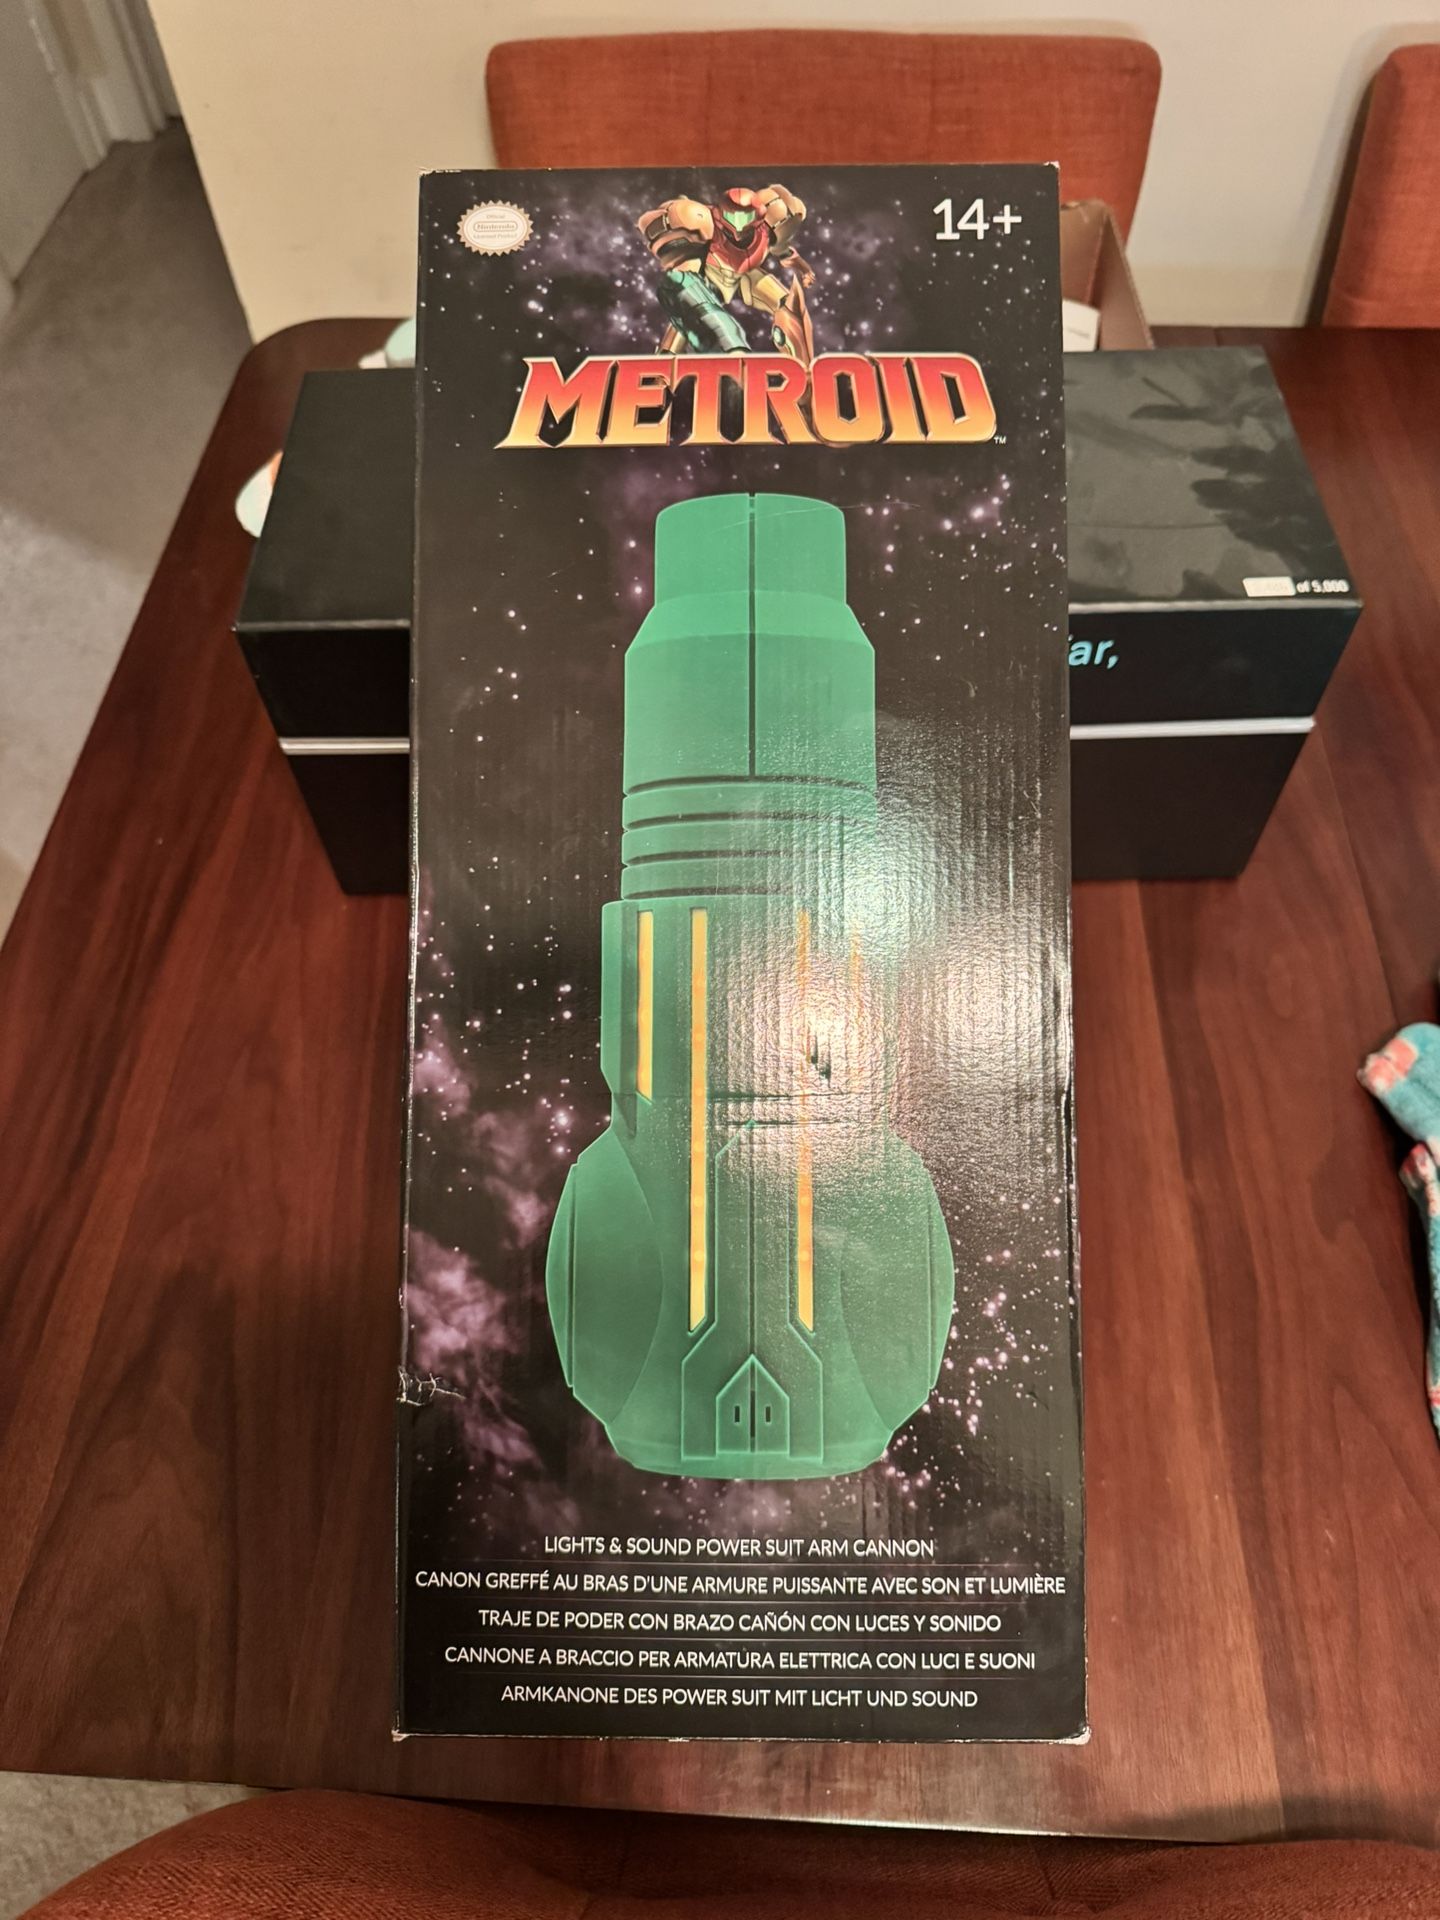 Official
Nintendo
Licensed Product
14+
METROID
TM
of 5,000
ar,
LIGHTS & SOUND POWER SUIT ARM CANNON
CANON GREFFÉ AU BRAS D'UNE ARMURE PUISSANTE AVEC SON ET LUMIÈRE
TRAJE DE PODER CON BRAZO CAÑÓN CON LUCES Y SONIDO
CANNONE A BRACCIO PER ARMATURA ELETTRICA CON LUCI E SUONI
ARMKANONE DES POWER SUIT MIT LICHT UND SOUND